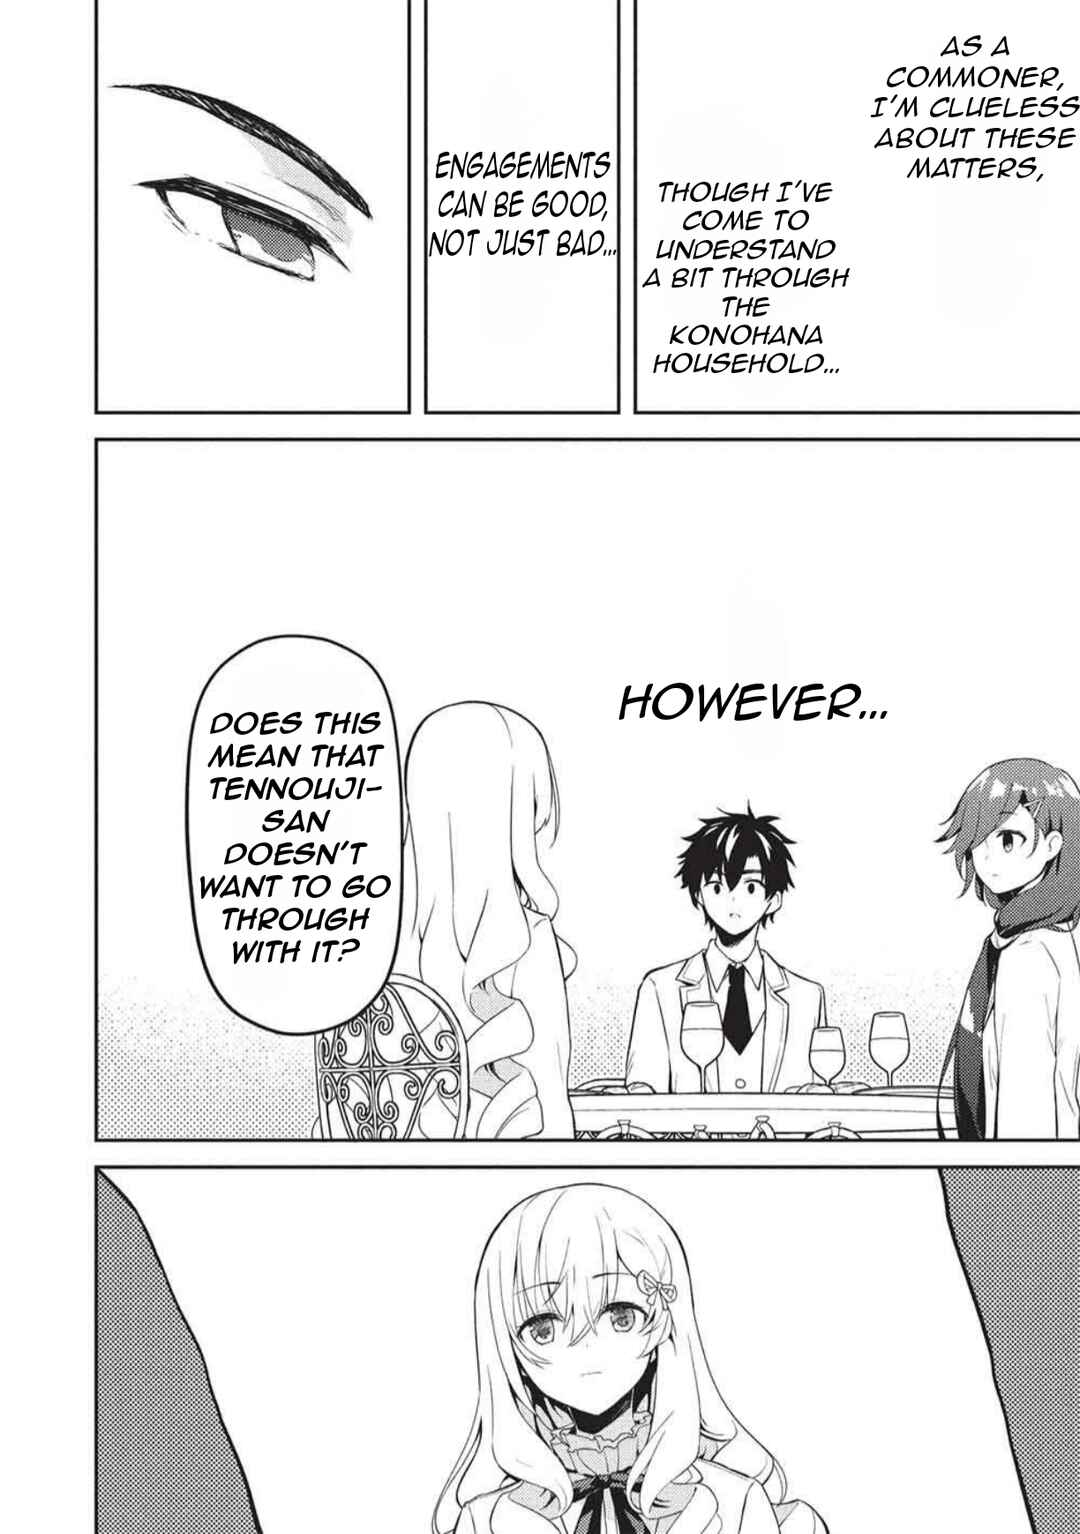 AS A
COMMONER,
I'M CLUELESS
ABOUT THESE
MATTERS,
THOUGH I'VE
COME TO
UNDERSTAND
A BIT THROUGH
THE
KONOHANA
HOUSEHOLD...
ENGAGEMENTS
CAN BE GOOD,
NOT JUST BAD...
HOWEVER...
DOES THIS
MEAN THAT
TENNOUJI-
SAN
DOESN'T
WANT TO GO
THROUGH
WITH IT?